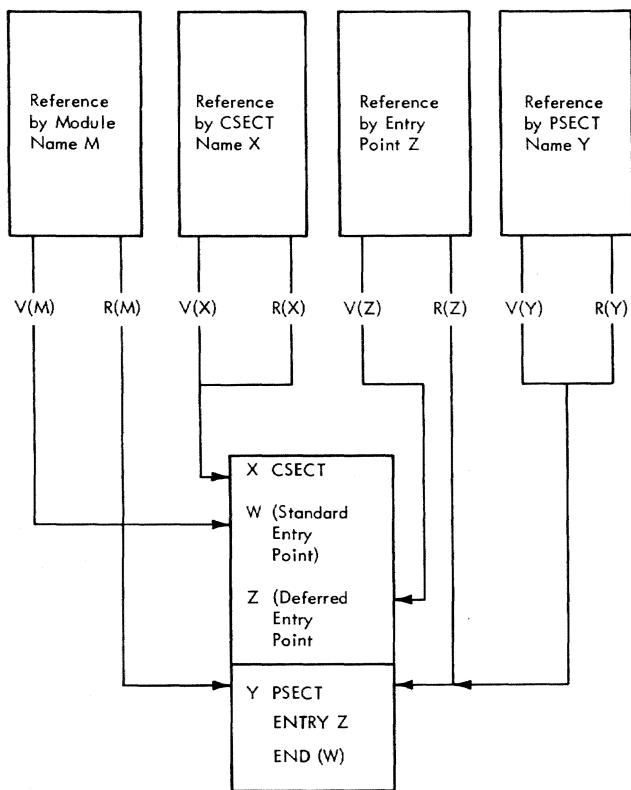 Reference
by Module
Name M
Reference
by CSECT
Name X
Reference
by Entry
Point Z
Reference
by PSECT
Name Y
V(M)
R(M)
V(X)
R(X)
V(Z)
R(Z)
V(Y)
R(Y)
X CSECT
W (Standard
Entry
Point)
Z (Deferred
Entry
Point
Y PSECT
ENTRY Z
END (W)